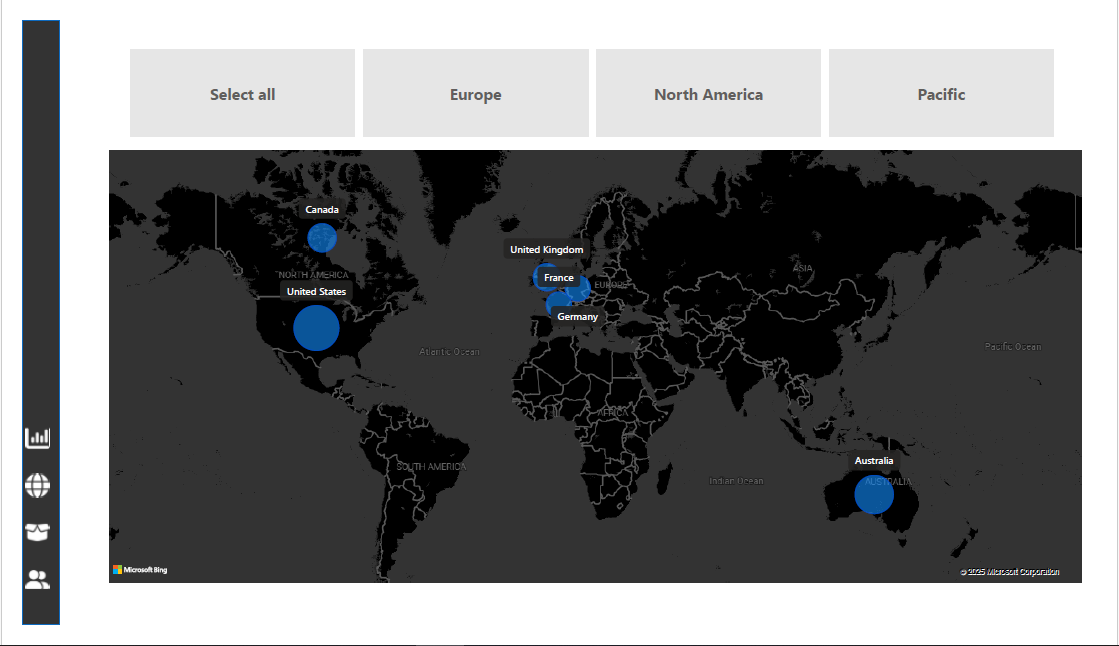 Select all
Europe
North America
Pacific
Canada
United Kingdom
NORTH AMERICA
France
EUROPE
ASIA
United States
Germany
Atlantic Ocean
Pacific Ocean
AFRICA
SOUTH AMERICA
Australia
Indian Ocean
AUSTRALIA
Microsoft Bing
© 2025 Microsoft Corporation